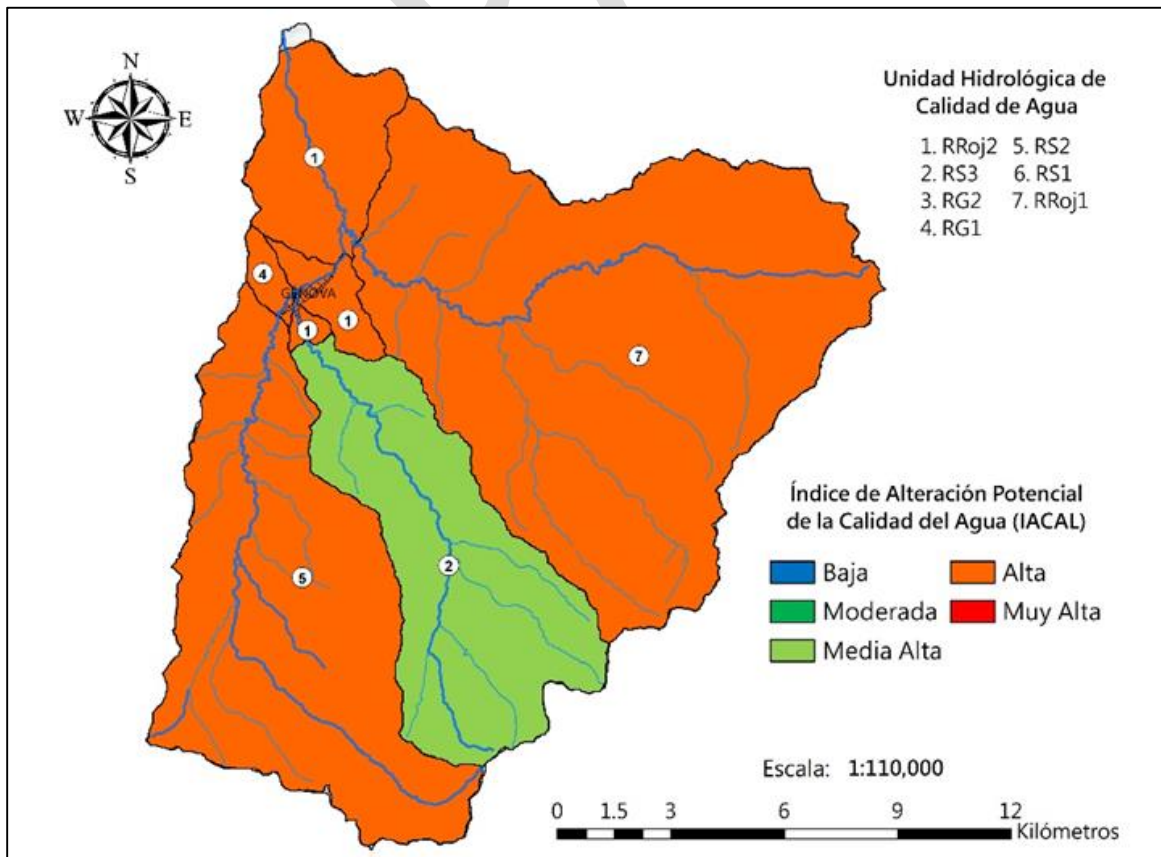 N
W E
S
Unidad Hidrológica de
Calidad de Agua
1. RRoj2 5. RS2
2. RS3 6. RS1
3. RG2 7. RRoj1
4. RG1
1
4
GENOVA
1
1
7
2
5
Índice de Alteración Potencial
de la Calidad del Agua (IACAL)
Baja Alta
Moderada Muy Alta
Media Alta
Escala: 1:110,000
0 1.5 3 6 9 12
Kilómetros